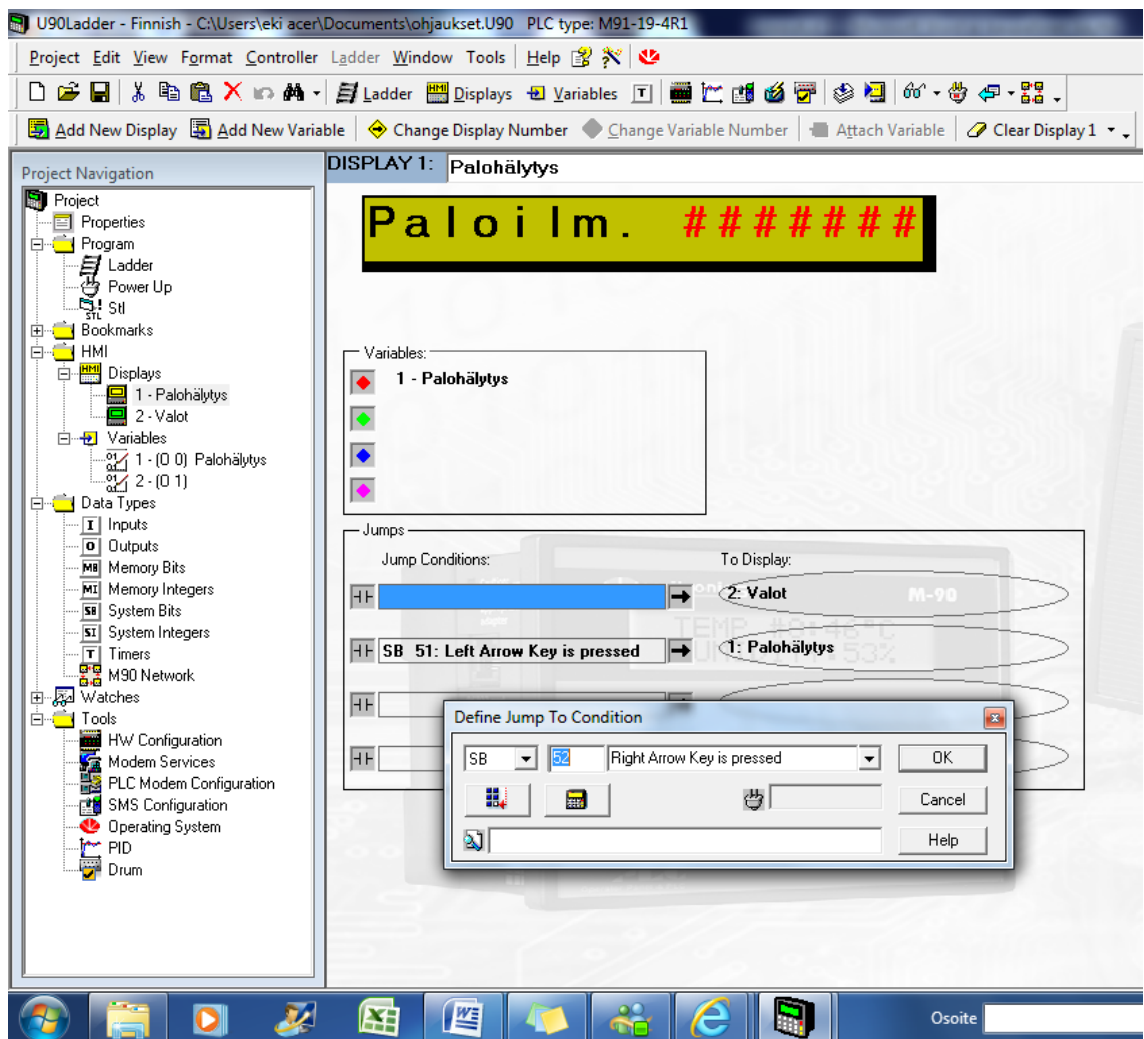 U90Ladder - Finnish - C:\Users\eki acer\Documents\ohjaukset.U90 PLC type: M91-19-4R1
Project Edit View Format Controller Ladder Window Tools Help
Ladder Displays Variables T
Add New Display Add New Variable Change Display Number Change Variable Number Attach Variable Clear Display 1
Project Navigation
Project
Properties
Program
Ladder
Power Up
STL Stl
Bookmarks
HMI
HMI Displays
1 - Palohälytys
2 - Valot
Variables
1 - (O 0) Palohälytys
2 - (O 1)
Data Types
I Inputs
O Outputs
MB Memory Bits
MI Memory Integers
SB System Bits
SI System Integers
T Timers
M90 Network
Watches
Tools
HW Configuration
Modem Services
PLC Modem Configuration
SMS Configuration
Operating System
PID
Drum
DISPLAY 1: Palohälytys
Paloilm. #######
Variables:
1 - Palohälytys
Jumps
Jump Conditions: To Display:
2: Valot
M-90
SB 51: Left Arrow Key is pressed 1: Palohälytys
Define Jump To Condition
SB 52 Right Arrow Key is pressed OK
Cancel
Help
Osoite